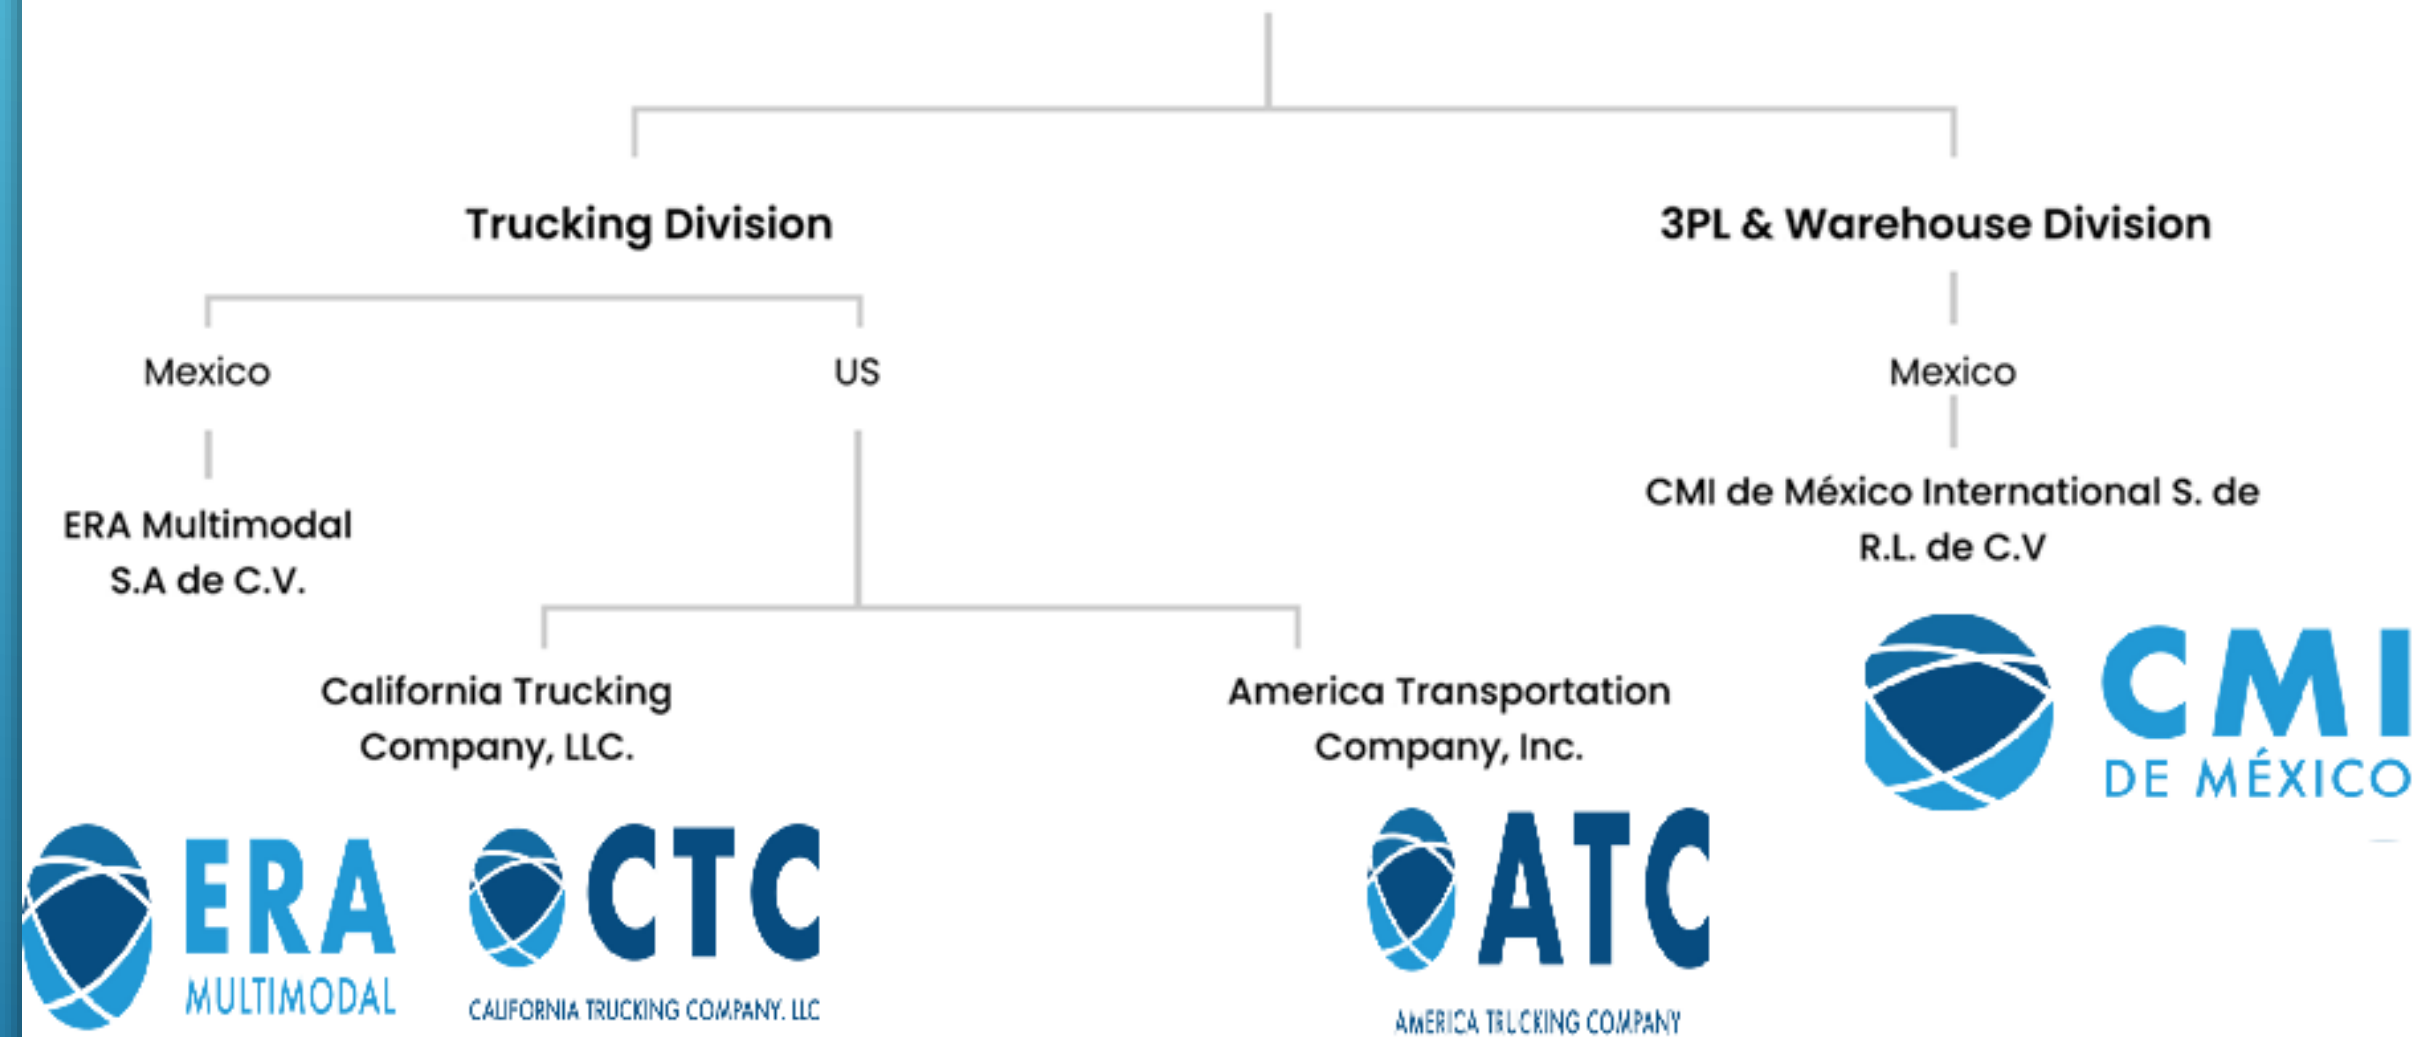 Trucking Division
3PL & Warehouse Division
Mexico
US
Mexico
ERA Multimodal
S.A de C.V.
CMI de México International S. de
R.L. de C.V
California Trucking
Company, LLC.
America Transportation
Company, Inc.
CMI
DE MÉXICO
ERA
MULTIMODAL
CTC
CALIFORNIA TRUCKING COMPANY. LLC
ATC
AMERICA TRUCKING COMPANY